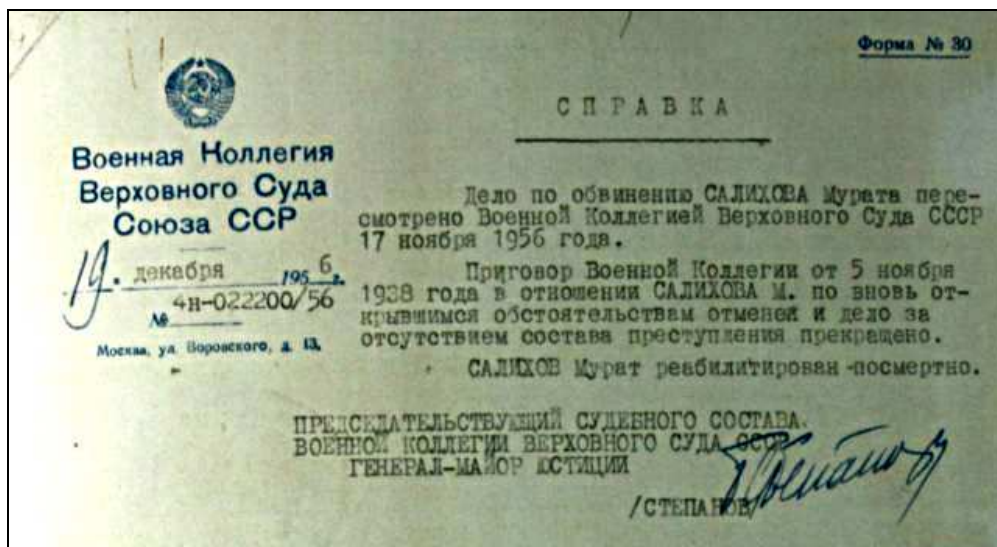 Форма № 30
Военная Коллегия
Верховного Суда
Союза ССР
19. декабря 1956 г.
№ 4н-022200/56
Москва, ул. Воровского, д. 13.
СПРАВКА
Дело по обвинению САЛИХОВА Мурата пере-
смотрено Военной Коллегией Верховного Суда СССР
17 ноября 1956 года.
Приговор Военной Коллегии от 5 ноября
1938 года в отношении САЛИХОВА М. по вновь от-
крывшимся обстоятельствам отменен и дело за
отсутствием состава преступления прекращено.
САЛИХОВ Мурат реабилитирован посмертно.
ПРЕДСЕДАТЕЛЬСТВУЮЩИЙ СУДЕБНОГО СОСТАВА
ВОЕННОЙ КОЛЛЕГИИ ВЕРХОВНОГО СУДА СССР
ГЕНЕРАЛ-МАЙОР ЮСТИЦИИ
/СТЕПАНОВ/